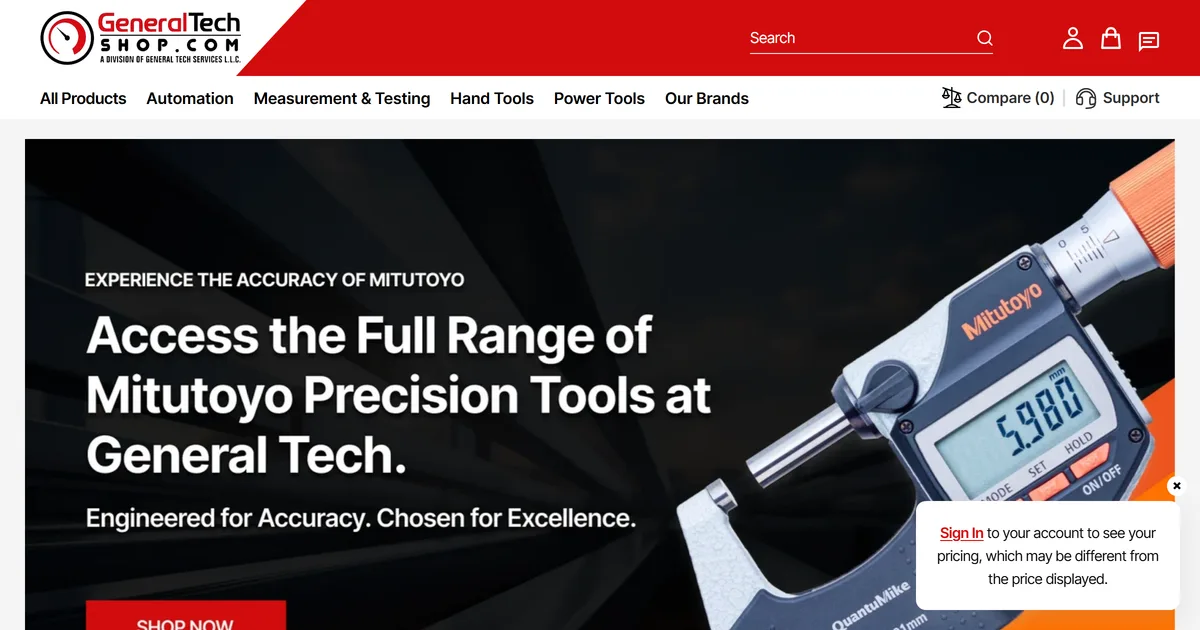 GeneralTech
SHOP.COM
A DIVISION OF GENERAL TECH SERVICES L.L.C.
Search
All Products Automation Measurement & Testing Hand Tools Power Tools Our Brands Compare (0) Support
EXPERIENCE THE ACCURACY OF MITUTOYO
Access the Full Range of
Mitutoyo Precision Tools at
General Tech.
Engineered for Accuracy. Chosen for Excellence.
SHOP NOW
0 5
Mitutoyo
mm
5.980
MODE SET HOLD
ON/OFF
QuantuMike
Sign In to your account to see your
pricing, which may be different from
the price displayed.